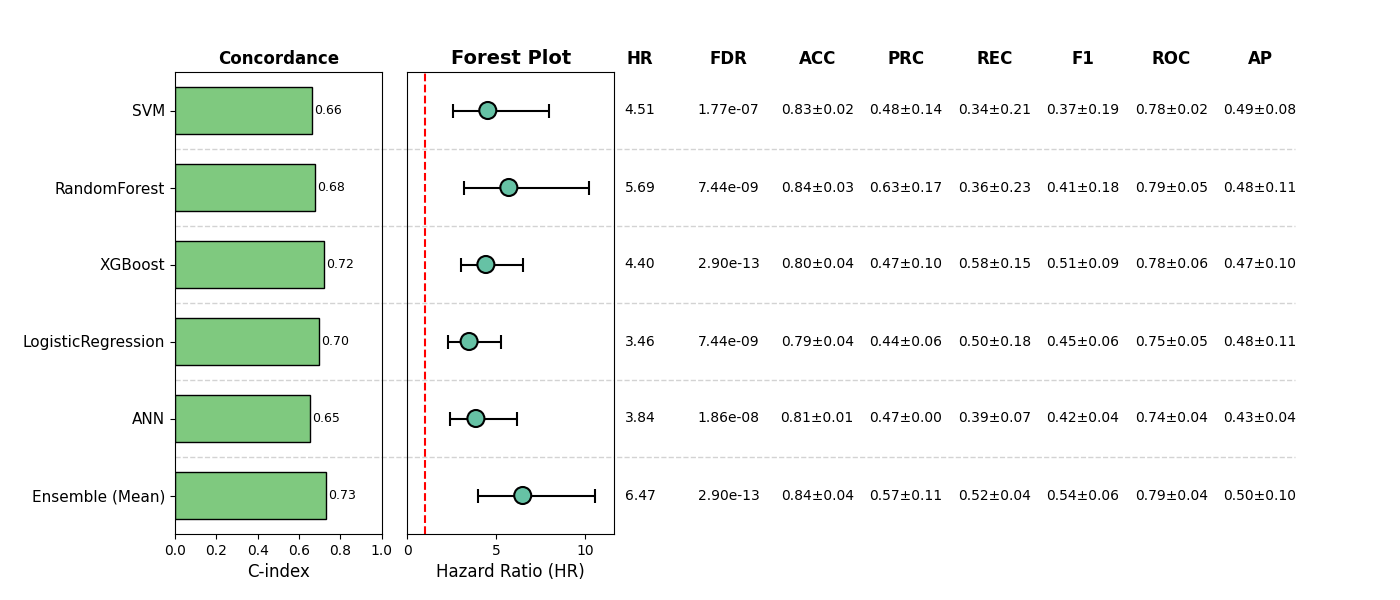 Concordance Forest Plot HR FDR ACC PRC REC F1 ROC AP
SVM 0.66 4.51 1.77e-07 0.83±0.02 0.48±0.14 0.34±0.21 0.37±0.19 0.78±0.02 0.49±0.08
RandomForest 0.68 5.69 7.44e-09 0.84±0.03 0.63±0.17 0.36±0.23 0.41±0.18 0.79±0.05 0.48±0.11
XGBoost 0.72 4.40 2.90e-13 0.80±0.04 0.47±0.10 0.58±0.15 0.51±0.09 0.78±0.06 0.47±0.10
LogisticRegression 0.70 3.46 7.44e-09 0.79±0.04 0.44±0.06 0.50±0.18 0.45±0.06 0.75±0.05 0.48±0.11
ANN 0.65 3.84 1.86e-08 0.81±0.01 0.47±0.00 0.39±0.07 0.42±0.04 0.74±0.04 0.43±0.04
Ensemble (Mean) 0.73 6.47 2.90e-13 0.84±0.04 0.57±0.11 0.52±0.04 0.54±0.06 0.79±0.04 0.50±0.10
0.0 0.2 0.4 0.6 0.8 1.0 0 5 10
C-index Hazard Ratio (HR)